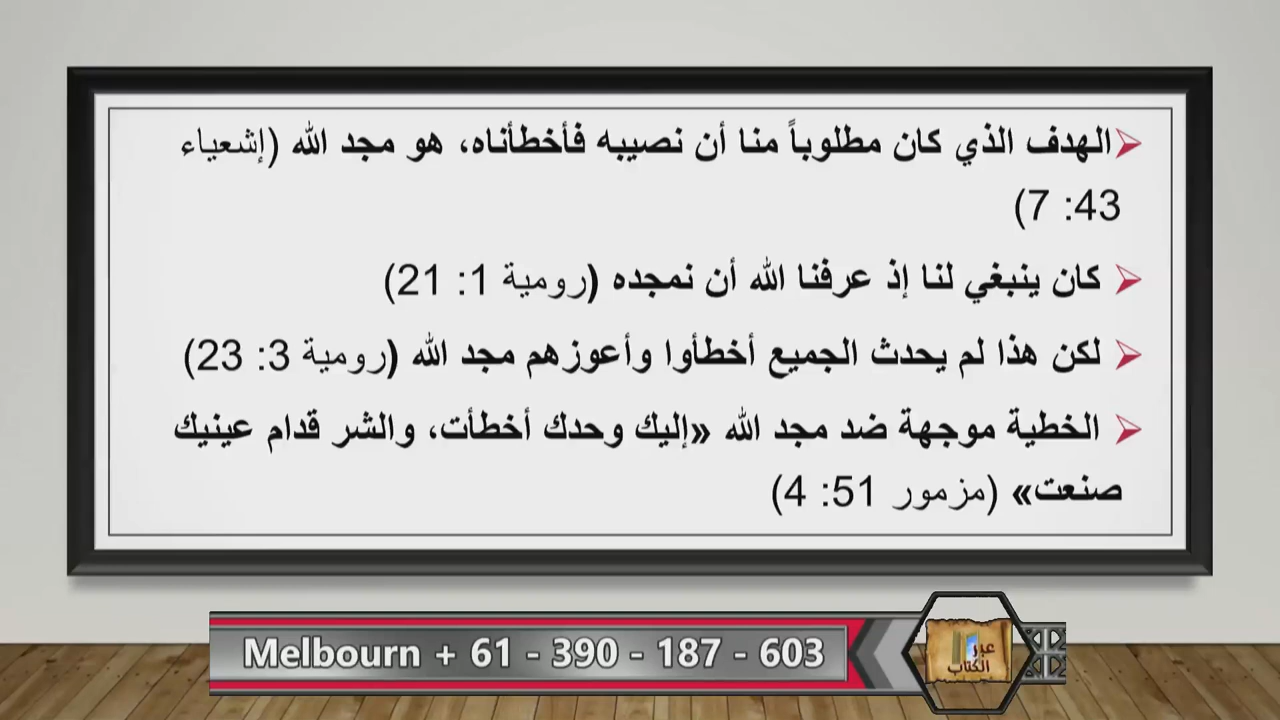 الهدف الذي كان مطلوباً منا أن نصيبه فأخطأناه، هو مجد الله (إشعياء
43: 7)
كان ينبغي لنا إذ عرفنا الله أن نمجده (رومية 1: 21)
لكن هذا لم يحدث الجميع أخطأوا وأعوزهم مجد الله (رومية 3: 23)
الخطية موجهة ضد مجد الله «إليك وحدك أخطأت، والشر قدام عينيك
صنعت» (مزمور 51: 4)
Melbourn + 61 - 390 - 187 - 603
عبر
الكتاب